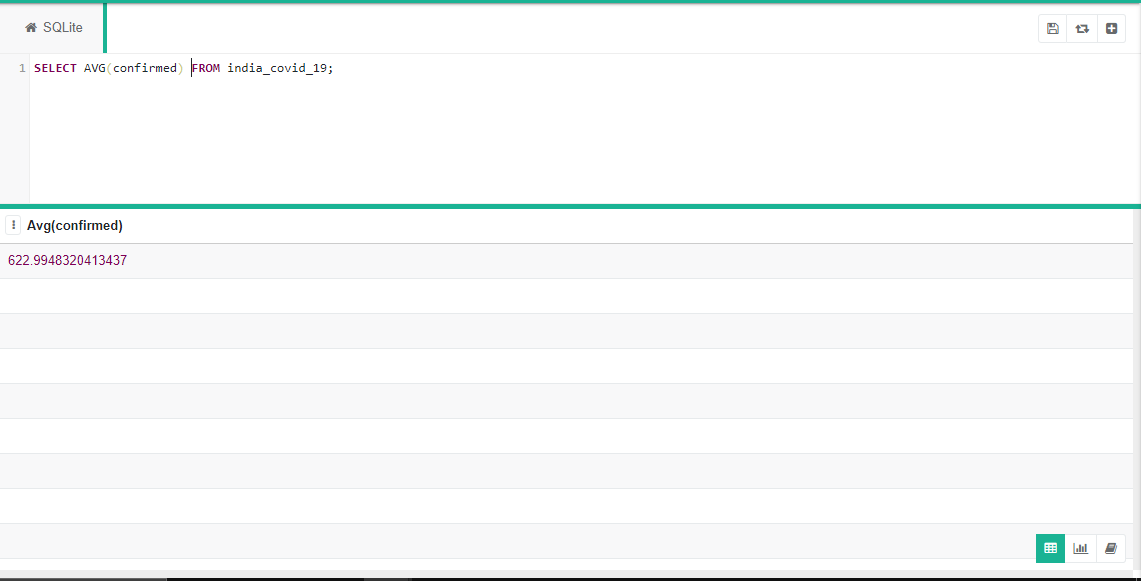 SQLite
1 SELECT AVG(confirmed) FROM india_covid_19;
Avg(confirmed)
622.9948320413437